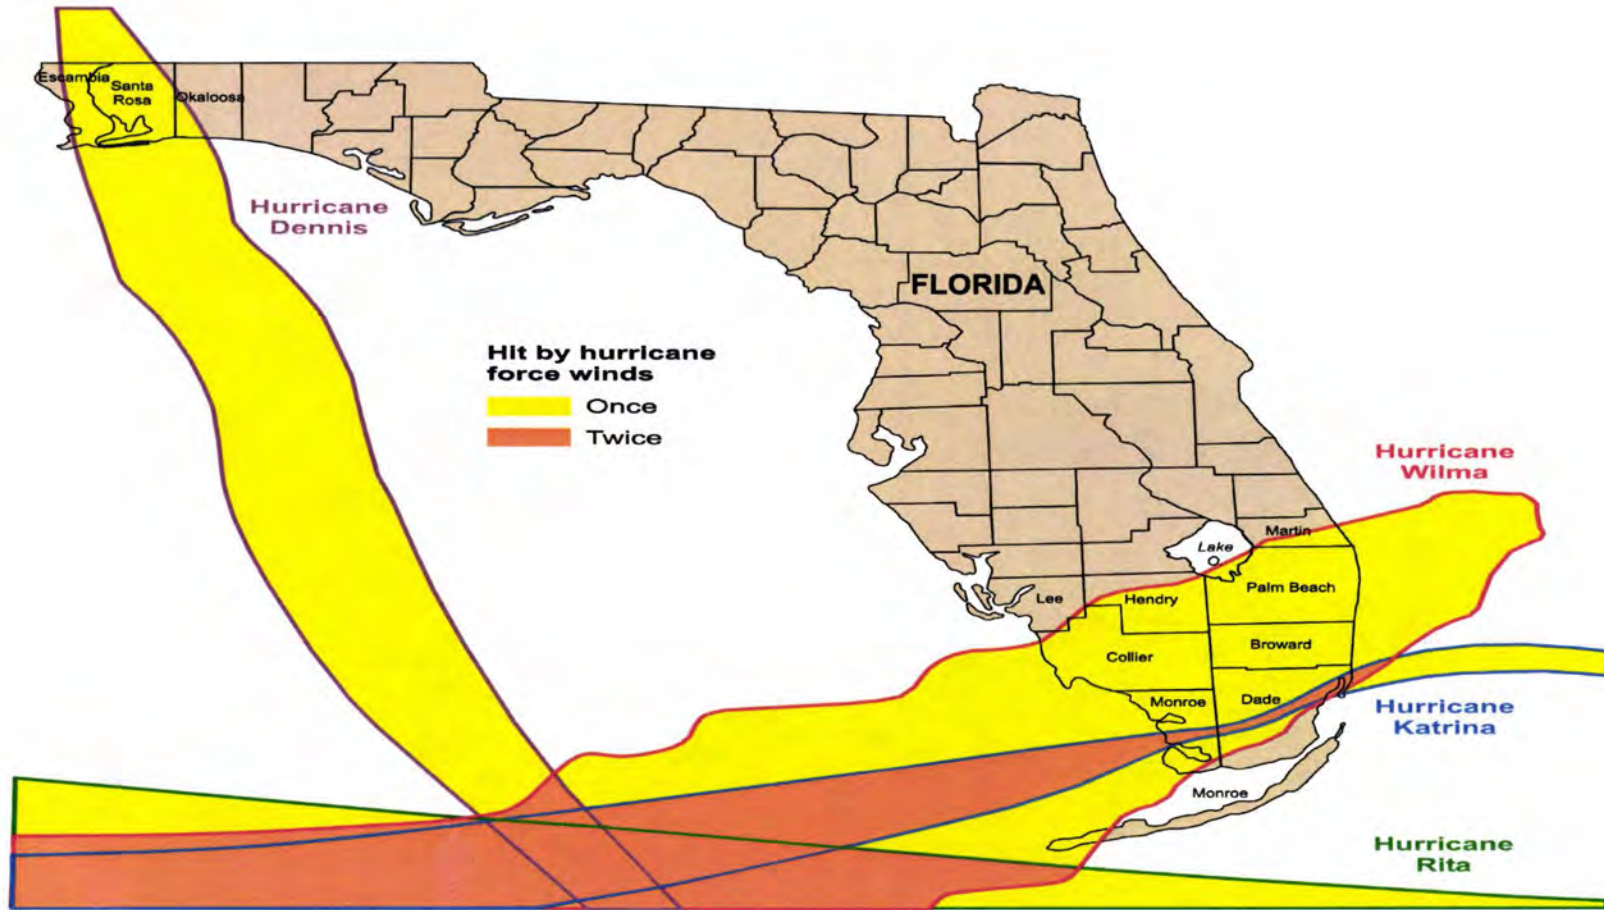 Escambia
Santa
Rosa
Okaloosa
Hurricane
Dennis
FLORIDA
Hit by hurricane
force winds
Once
Twice
Hurricane
Wilma
Martin
Lake
O
Palm Beach
Lee
Hendry
Broward
Collier
Monroe
Dade
Hurricane
Katrina
Monroe
Hurricane
Rita